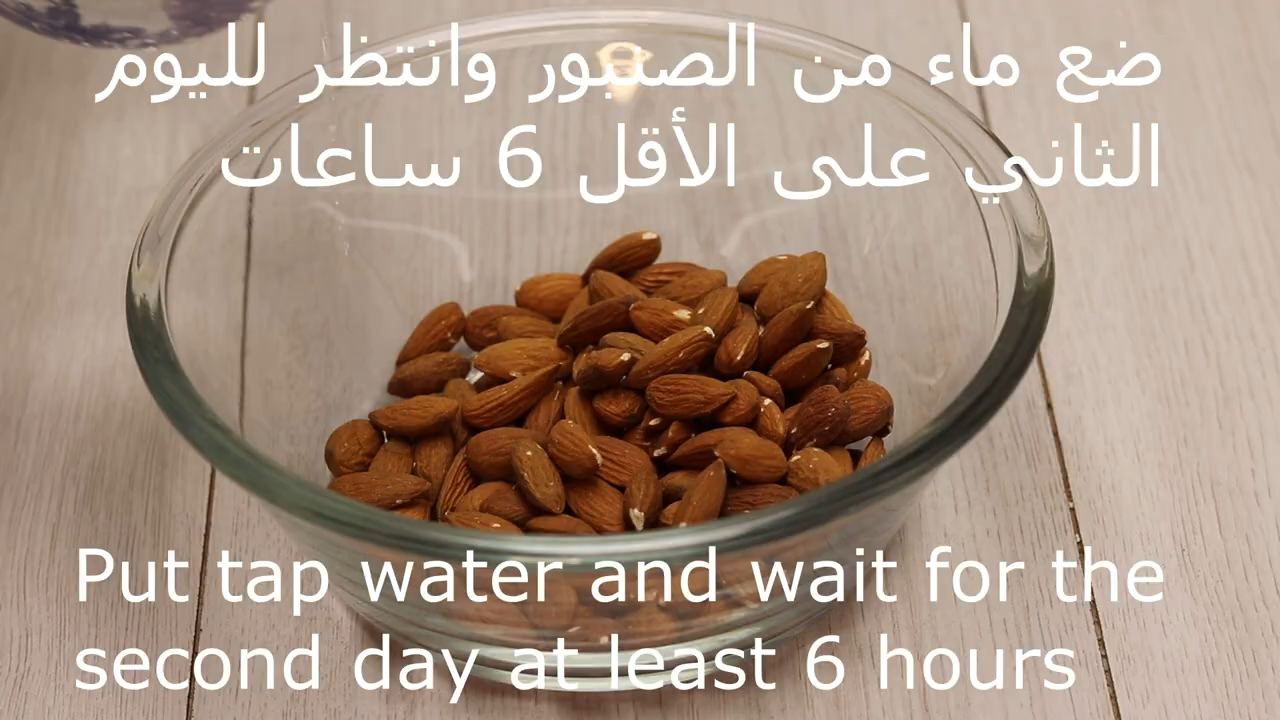 ضع ماء من الصنبور وانتظر لليوم
الثاني على الأقل 6 ساعات
Put tap water and wait for the
second day at least 6 hours